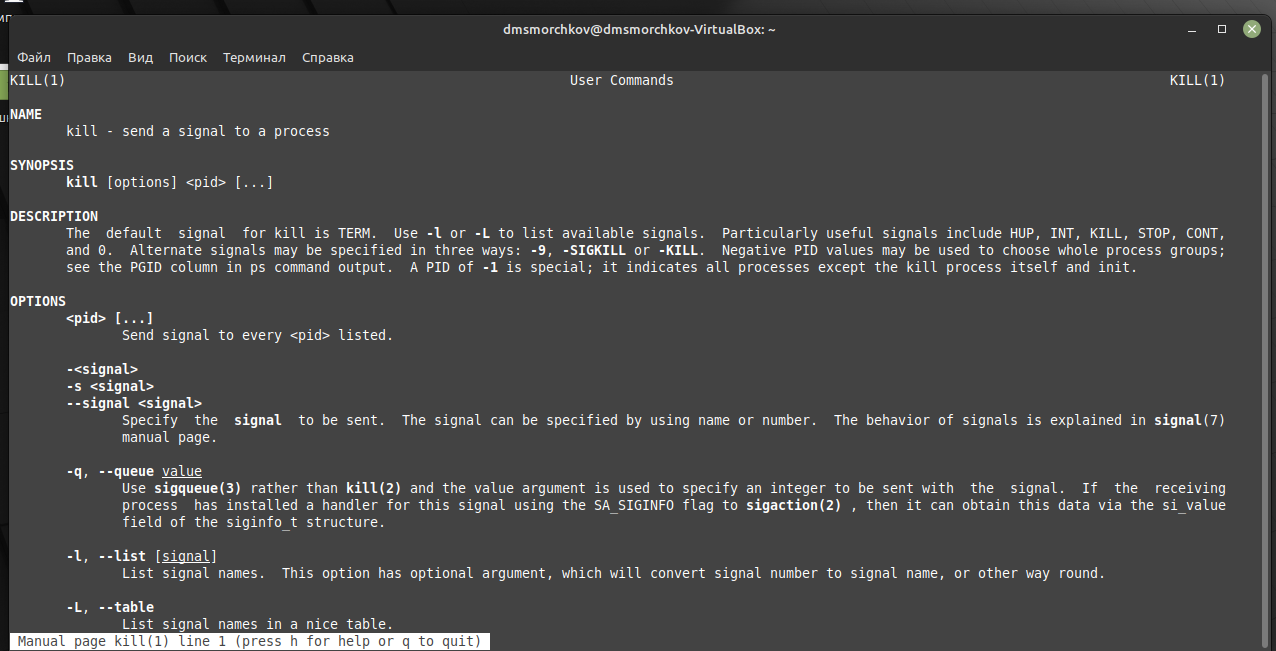 dmsmorchkov@dmsmorchkov-VirtualBox: ~
Файл Правка Вид Поиск Терминал Справка
KILL(1) User Commands KILL(1)
NAME
kill - send a signal to a process
SYNOPSIS
kill [options] <pid> [...]
DESCRIPTION
The default signal for kill is TERM. Use -l or -L to list available signals. Particularly useful signals include HUP, INT, KILL, STOP, CONT,
and 0. Alternate signals may be specified in three ways: -9, -SIGKILL or -KILL. Negative PID values may be used to choose whole process groups;
see the PGID column in ps command output. A PID of -1 is special; it indicates all processes except the kill process itself and init.
OPTIONS
<pid> [...]
Send signal to every <pid> listed.
-<signal>
-s <signal>
--signal <signal>
Specify the signal to be sent. The signal can be specified by using name or number. The behavior of signals is explained in signal(7)
manual page.
-q, --queue value
Use sigqueue(3) rather than kill(2) and the value argument is used to specify an integer to be sent with the signal. If the receiving
process has installed a handler for this signal using the SA_SIGINFO flag to sigaction(2) , then it can obtain this data via the si_value
field of the siginfo_t structure.
-l, --list [signal]
List signal names. This option has optional argument, which will convert signal number to signal name, or other way round.
-L, --table
List signal names in a nice table.
Manual page kill(1) line 1 (press h for help or q to quit)